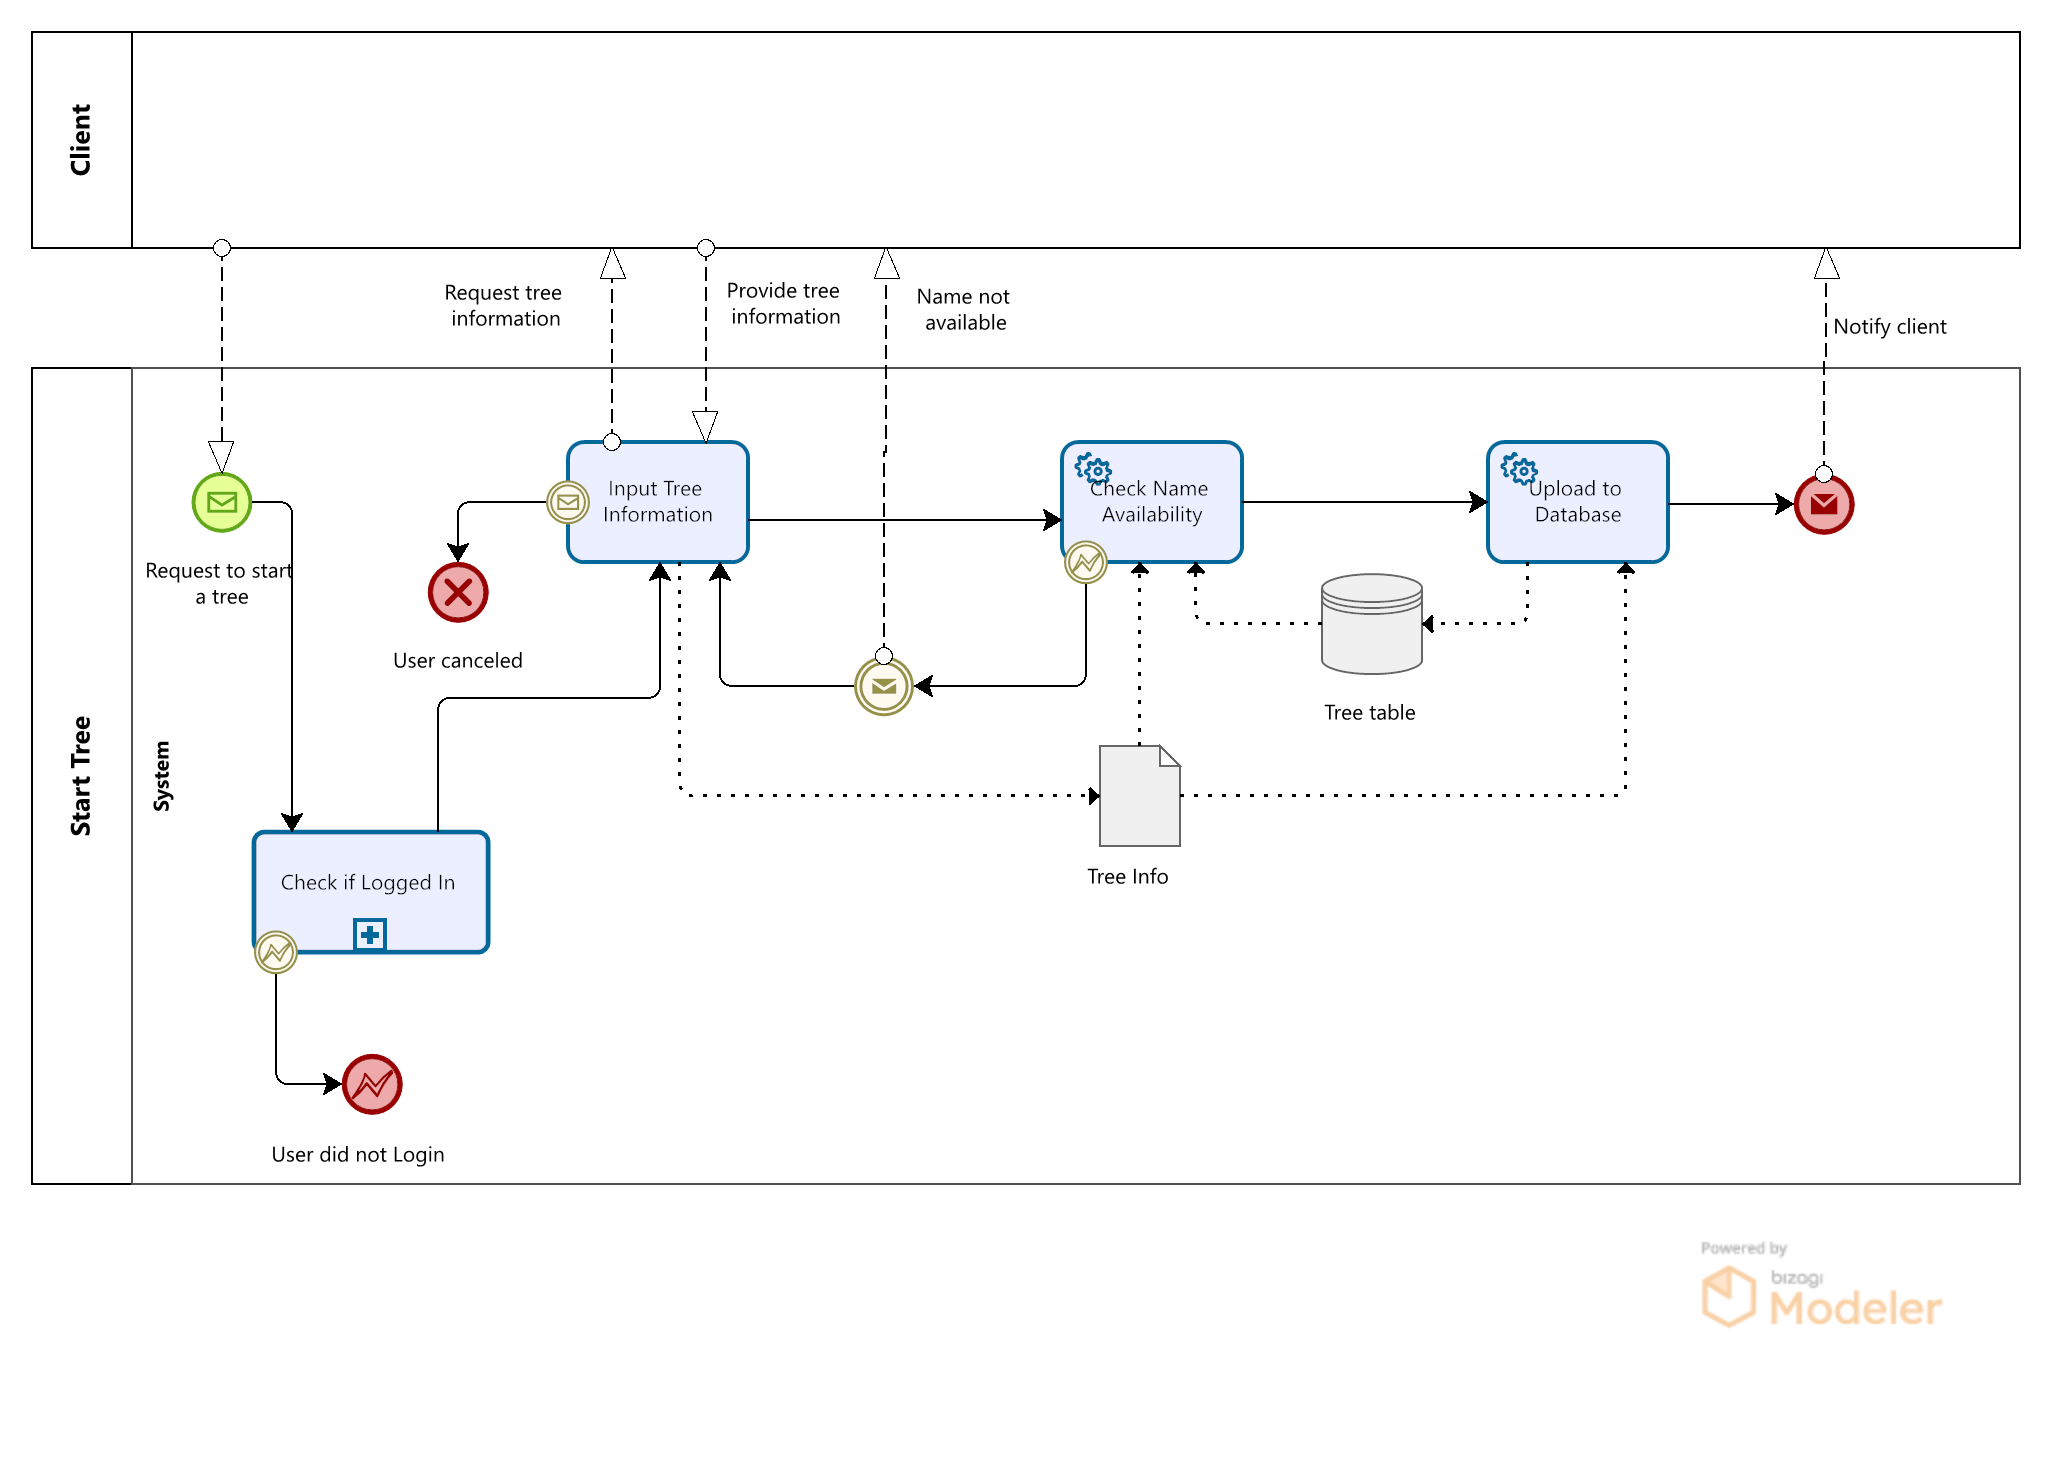 Client
Request tree
information
Provide tree
information
Name not
available
Notify client
Start Tree
System
Request to start
a tree
Input Tree
Information
User canceled
Check Name
Availability
Upload to
Database
Tree table
Tree Info
Check if Logged In
User did not Login
Powered by
bizagi
Modeler